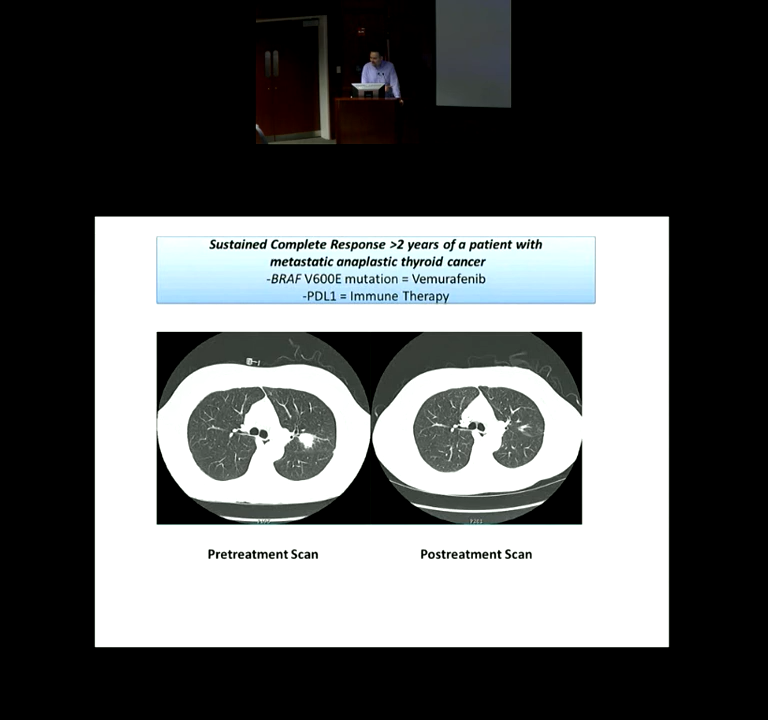 Sustained Complete Response >2 years of a patient with
metastatic anaplastic thyroid cancer
-BRAF V600E mutation = Vemurafenib
-PDL1 = Immune Therapy
Pretreatment Scan
Postreatment Scan